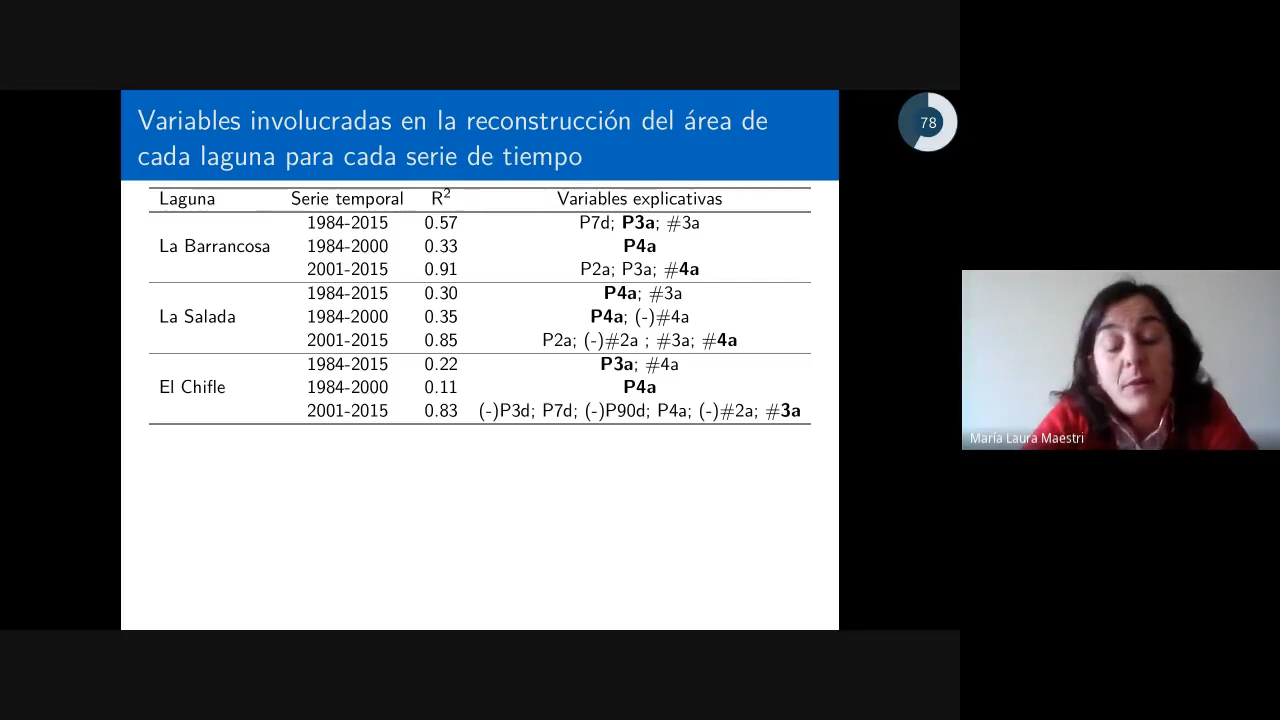 Variables involucradas en la reconstrucción del área de
cada laguna para cada serie de tiempo
78
Laguna Serie temporal R² Variables explicativas
1984-2015 0.57 P7d; P3a; #3a
La Barrancosa 1984-2000 0.33 P4a
2001-2015 0.91 P2a; P3a; #4a
1984-2015 0.30 P4a; #3a
La Salada 1984-2000 0.35 P4a; (-)#4a
2001-2015 0.85 P2a; (-)#2a ; #3a; #4a
1984-2015 0.22 P3a; #4a
El Chifle 1984-2000 0.11 P4a
2001-2015 0.83 (-)P3d; P7d; (-)P90d; P4a; (-)#2a; #3a
María Laura Maestri